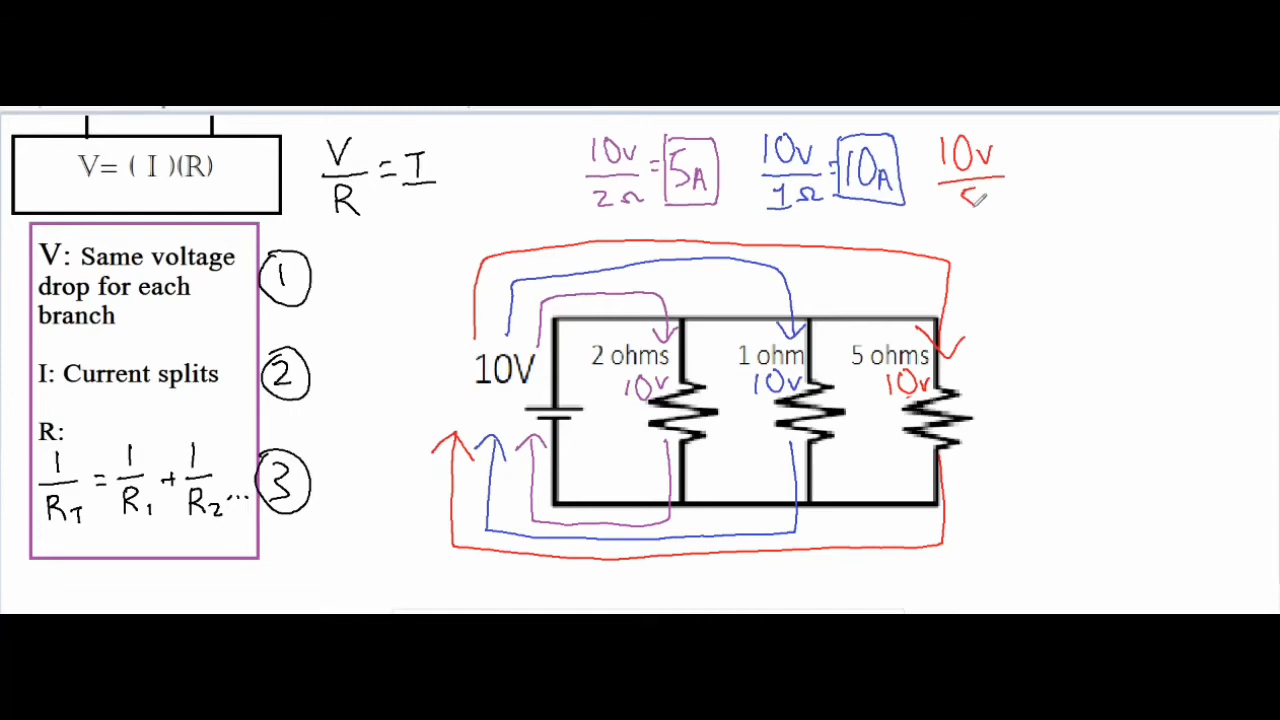 V= ( I )(R)
V/R = I
10v/2Ω = 5A
10v/1Ω = 10A
10v/5
V: Same voltage
drop for each
branch
1
I: Current splits
2
R:
1/RT = 1/R1 + 1/R2 ...
3
10V
2 ohms
10v
1 ohm
10v
5 ohms
10v